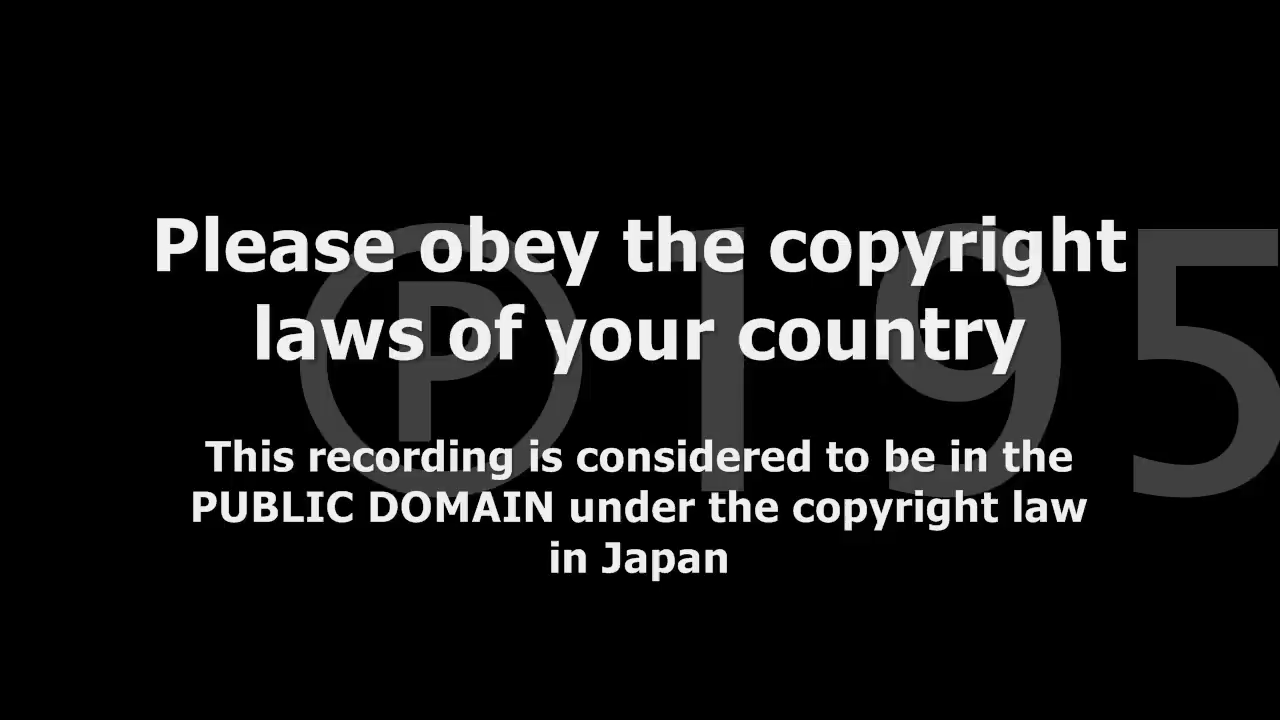 Please obey the copyright
laws of your country
℗195
This recording is considered to be in the
PUBLIC DOMAIN under the copyright law
in Japan